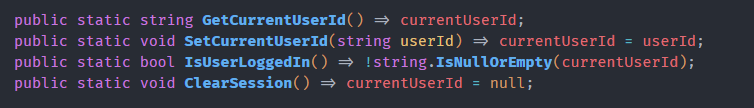 public static string GetCurrentUserId() => currentUserId;
public static void SetCurrentUserId(string userId) => currentUserId = userId;
public static bool IsUserLoggedIn() => !string.IsNullOrEmpty(currentUserId);
public static void ClearSession() => currentUserId = null;